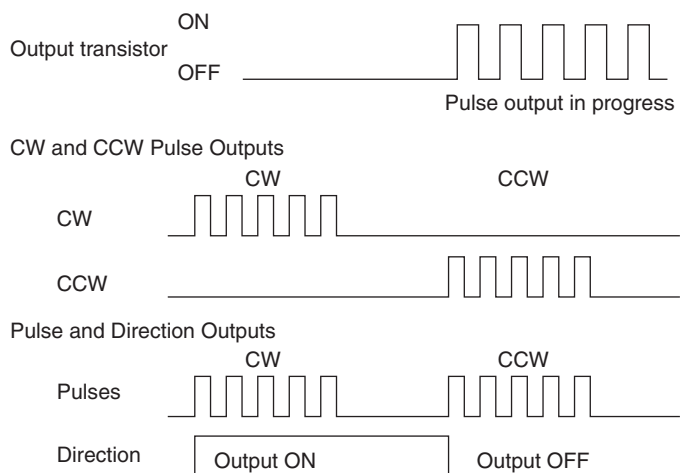 ON
Output transistor
OFF
Pulse output in progress
CW and CCW Pulse Outputs
CW CCW
CW
CCW
Pulse and Direction Outputs
CW CCW
Pulses
Direction Output ON Output OFF